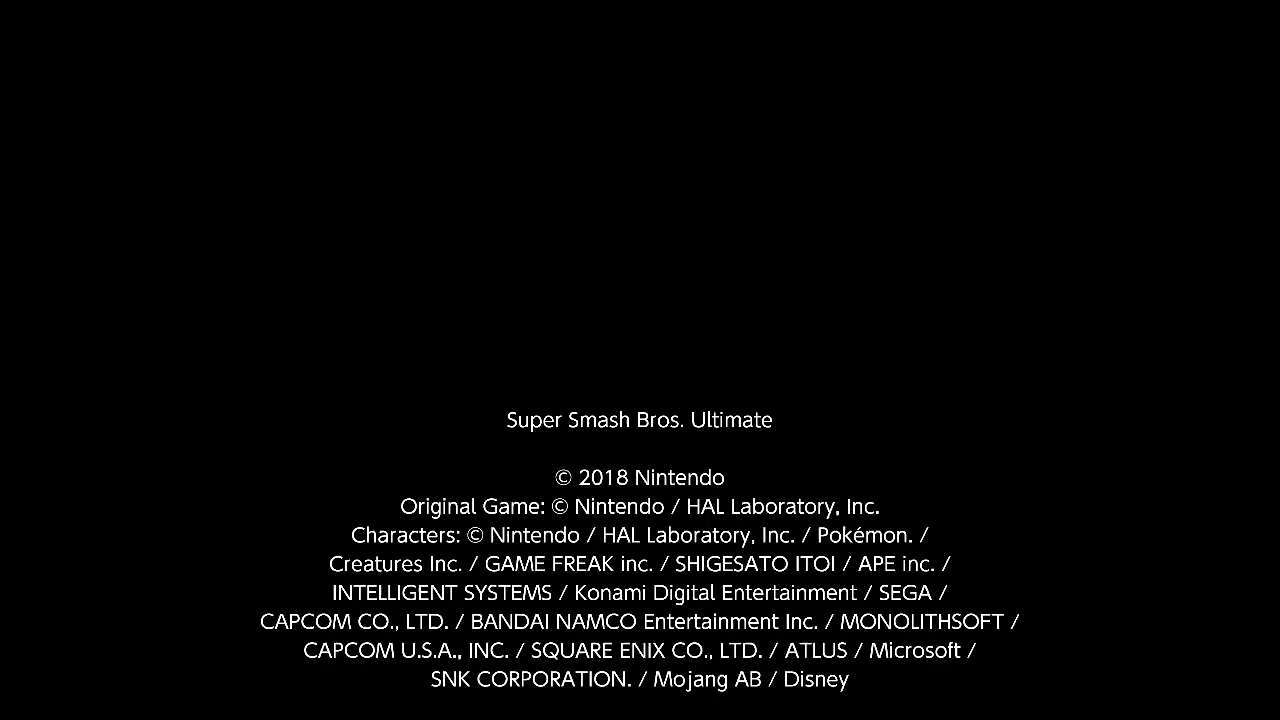 Super Smash Bros. Ultimate
© 2018 Nintendo
Original Game: © Nintendo / HAL Laboratory, Inc.
Characters: © Nintendo / HAL Laboratory, Inc. / Pokémon. /
Creatures Inc. / GAME FREAK inc. / SHIGESATO ITOI / APE inc. /
INTELLIGENT SYSTEMS / Konami Digital Entertainment / SEGA /
CAPCOM CO., LTD. / BANDAI NAMCO Entertainment Inc. / MONOLITHSOFT /
CAPCOM U.S.A., INC. / SQUARE ENIX CO., LTD. / ATLUS / Microsoft /
SNK CORPORATION. / Mojang AB / Disney